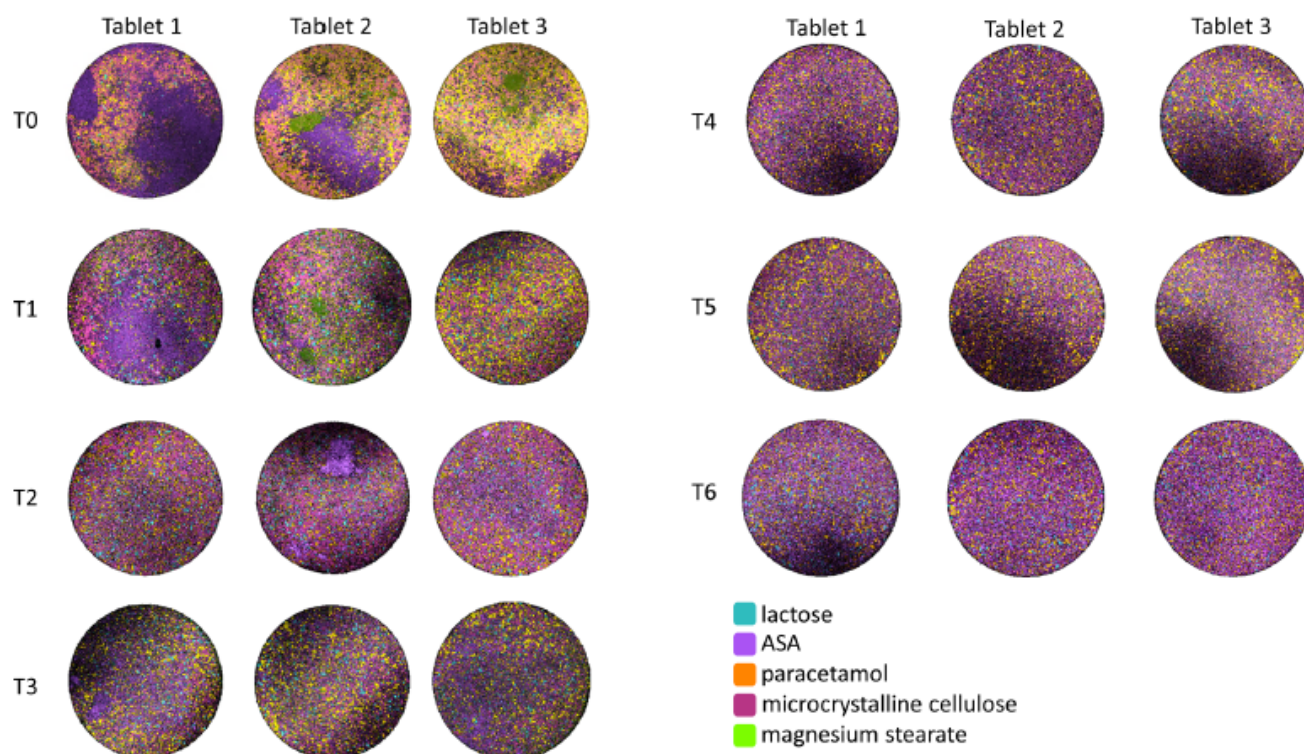 Tablet 1 Tablet 2 Tablet 3
T0
T1
T2
T3
Tablet 1 Tablet 2 Tablet 3
T4
T5
T6
lactose
ASA
paracetamol
microcrystalline cellulose
magnesium stearate